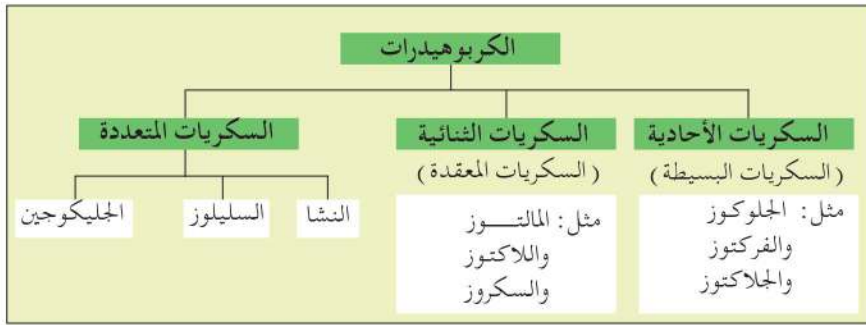 الكربوهيدرات
السكريات الأحادية
(السكريات البسيطة)
مثل: الجلوكوز
والفركتوز
والجلاكتوز
السكريات الثنائية
(السكريات المعقدة)
مثل: المالتـــــوز
واللاكتوز
والسكروز
السكريات المتعددة
النشا
السليلوز
الجليكوجين